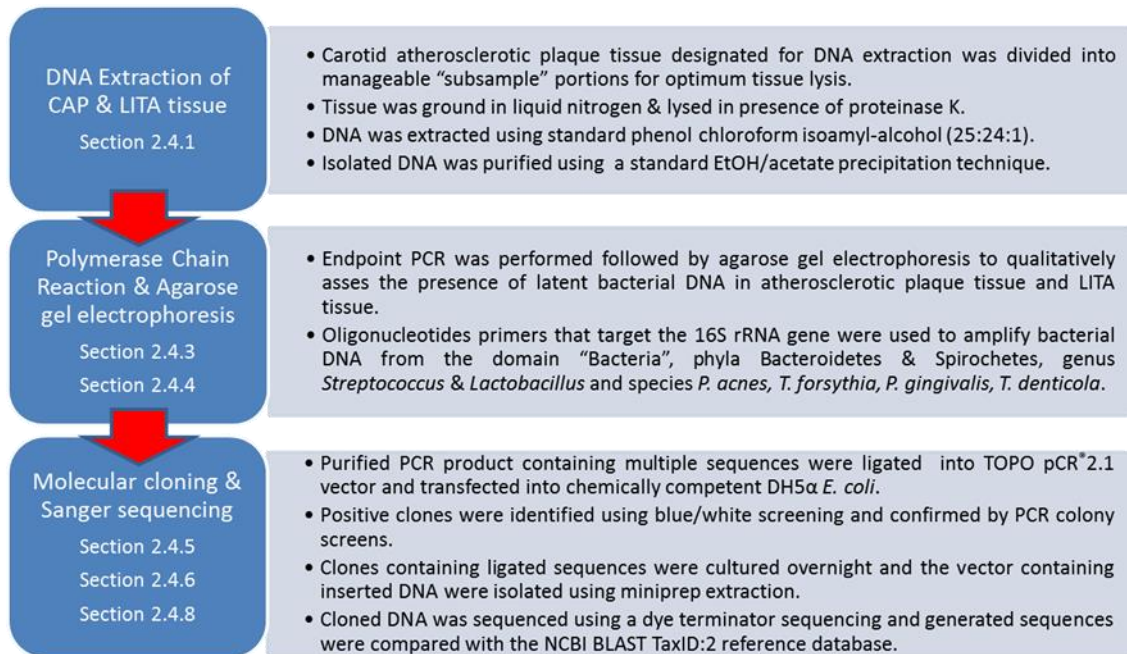 DNA Extraction of
CAP & LITA tissue
Section 2.4.1
• Carotid atherosclerotic plaque tissue designated for DNA extraction was divided into
manageable “subsample” portions for optimum tissue lysis.
• Tissue was ground in liquid nitrogen & lysed in presence of proteinase K.
• DNA was extracted using standard phenol chloroform isoamyl-alcohol (25:24:1).
• Isolated DNA was purified using a standard EtOH/acetate precipitation technique.
Polymerase Chain
Reaction & Agarose
gel electrophoresis
Section 2.4.3
Section 2.4.4
• Endpoint PCR was performed followed by agarose gel electrophoresis to qualitatively
asses the presence of latent bacterial DNA in atherosclerotic plaque tissue and LITA
tissue.
• Oligonucleotides primers that target the 16S rRNA gene were used to amplify bacterial
DNA from the domain “Bacteria”, phyla Bacteroidetes & Spirochetes, genus
Streptococcus & Lactobacillus and species P. acnes, T. forsythia, P. gingivalis, T. denticola.
Molecular cloning &
Sanger sequencing
Section 2.4.5
Section 2.4.6
Section 2.4.8
• Purified PCR product containing multiple sequences were ligated into TOPO pCR®2.1
vector and transfected into chemically competent DH5α E. coli.
• Positive clones were identified using blue/white screening and confirmed by PCR colony
screens.
• Clones containing ligated sequences were cultured overnight and the vector containing
inserted DNA were isolated using miniprep extraction.
• Cloned DNA was sequenced using a dye terminator sequencing and generated sequences
were compared with the NCBI BLAST TaxID:2 reference database.